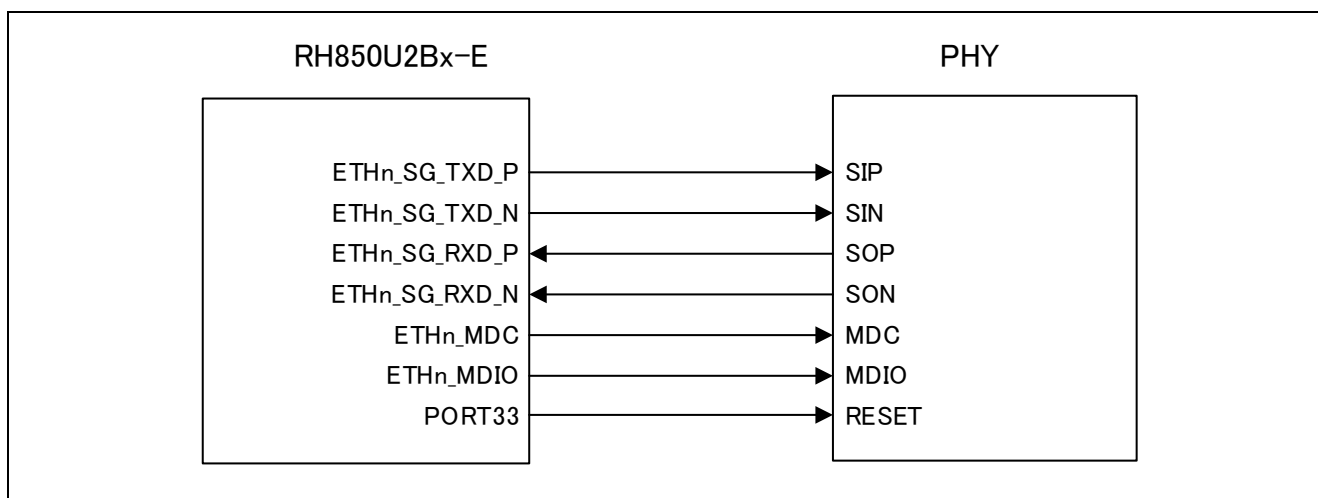 RH850U2Bx-E PHY
ETHn_SG_TXD_P SIP
ETHn_SG_TXD_N SIN
ETHn_SG_RXD_P SOP
ETHn_SG_RXD_N SON
ETHn_MDC MDC
ETHn_MDIO MDIO
PORT33 RESET